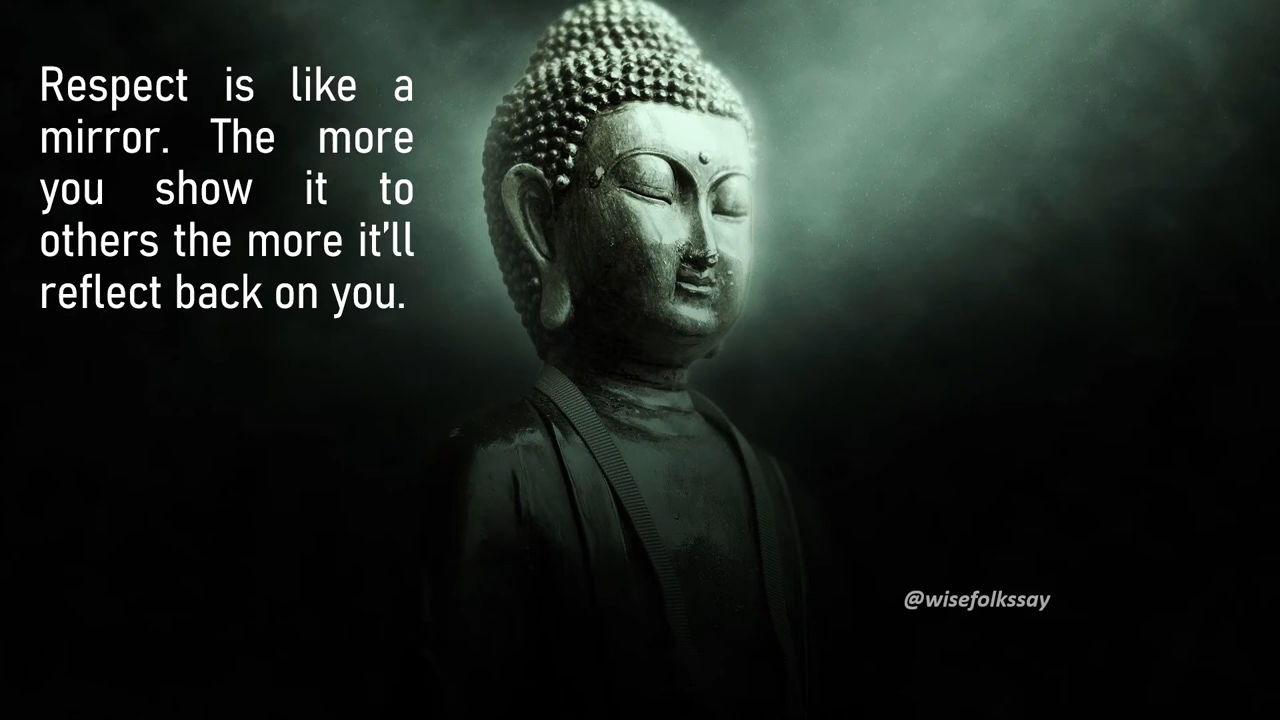 Respect is like a
mirror. The more
you show it to
others the more it’ll
reflect back on you.
@wisefolkssay